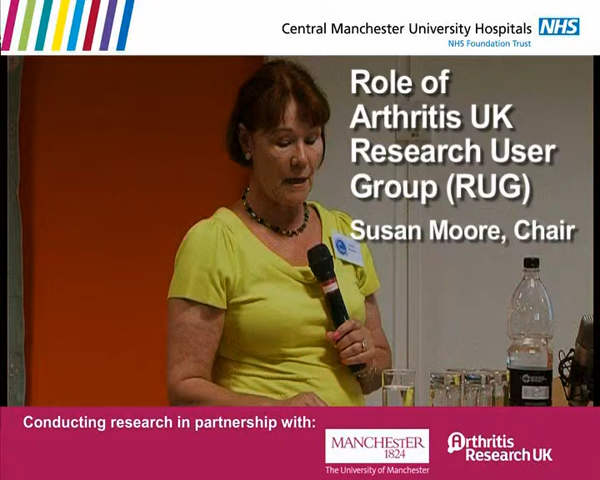 Central Manchester University Hospitals NHS
NHS Foundation Trust
Role of
Arthritis UK
Research User
Group (RUG)
Susan Moore, Chair
Conducting research in partnership with:
MANCHESTER
1824
The University of Manchester
Arthritis
Research UK